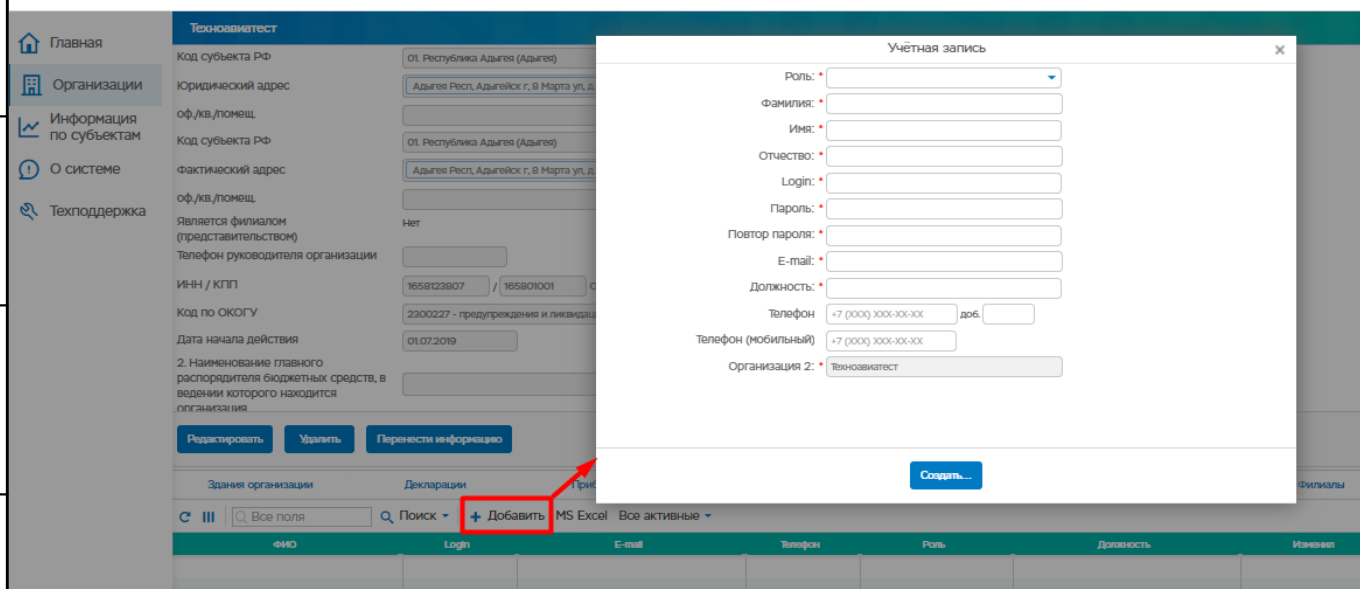 Главная
Организации
Информация
по субъектам
О системе
Техподдержка
Техноавиатест
Код субъекта РФ
01. Республика Адыгея (Адыгея)
Юридический адрес
Адыгея Респ, Адыгейск г, 8 Марта ул, д.
оф./кв./помещ.
Код субъекта РФ
01. Республика Адыгея (Адыгея)
Фактический адрес
Адыгея Респ, Адыгейск г, 8 Марта ул, д.
оф./кв./помещ.
Является филиалом
(представительством)
Нет
Телефон руководителя организации
ИНН / КПП
1658123807 / 165801001
Код по ОКОГУ
2300227 - предупреждения и ликвидац
Дата начала действия
01.07.2019
2. Наименование главного
распорядителя бюджетных средств, в
ведении которого находится
организация
Редактировать Удалить Перенести информацию
Учётная запись ×
Роль: *
Фамилия: *
Имя: *
Отчество: *
Login: *
Пароль: *
Повтор пароля: *
E-mail: *
Должность: *
Телефон +7 (XXX) XXX-XX-XX доб.
Телефон (мобильный) +7 (XXX) XXX-XX-XX
Организация 2: * Техноавиатест
Создать...
Здания организации Декларации Приб Филиалы
Все поля Поиск + Добавить MS Excel Все активные
ФИО Login E-mail Телефон Роль Должность Изменил